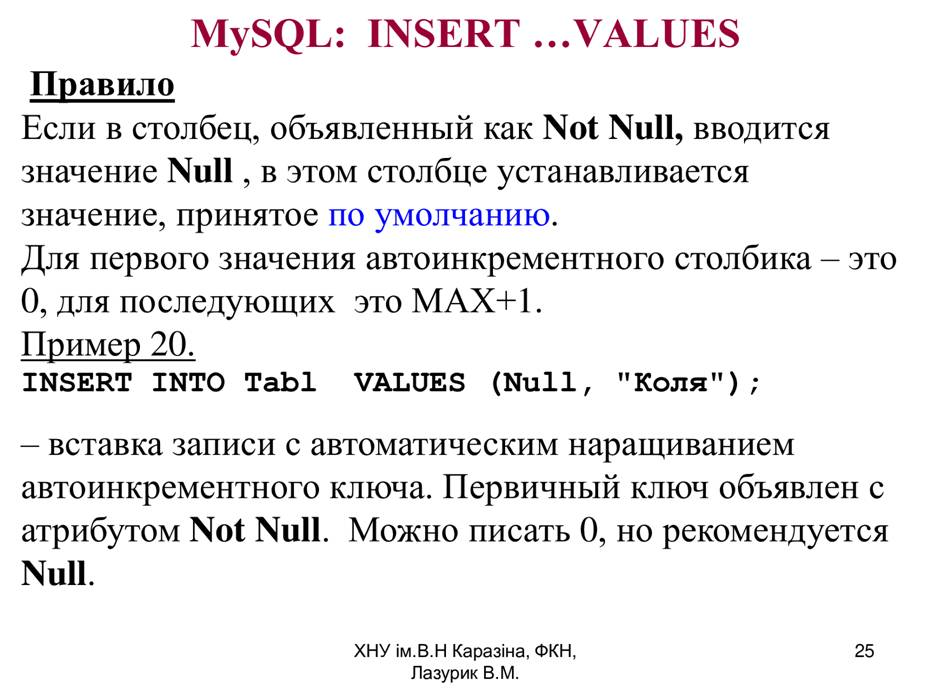 MySQL:  INSERT …VALUES
Правило
Если в столбец, объявленный как Not Null, вводится
значение Null , в этом столбце устанавливается
значение, принятое по умолчанию.
Для первого значения автоинкрементного столбика – это
0, для последующих  это MAX+1.
Пример 20.
INSERT INTO Tabl  VALUES (Null, "Коля");
– вставка записи с автоматическим наращиванием
автоинкрементного ключа. Первичный ключ объявлен с
атрибутом Not Null.  Можно писать 0, но рекомендуется
Null.
ХНУ ім.В.Н Каразіна, ФКН,
Лазурик В.М.
25